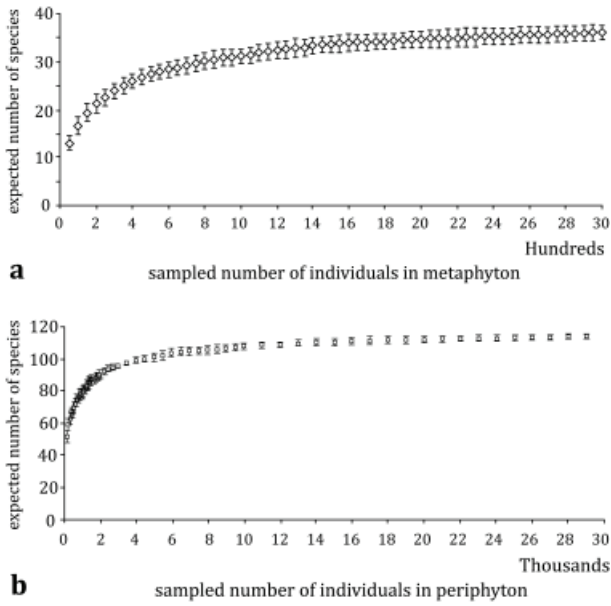 40
30
20
10
0
expected number of species
0 2 4 6 8 10 12 14 16 18 20 22 24 26 28 30
Hundreds
a
sampled number of individuals in metaphyton
120
100
80
60
40
20
0
expected number of species
0 2 4 6 8 10 12 14 16 18 20 22 24 26 28 30
Thousands
b
sampled number of individuals in periphyton